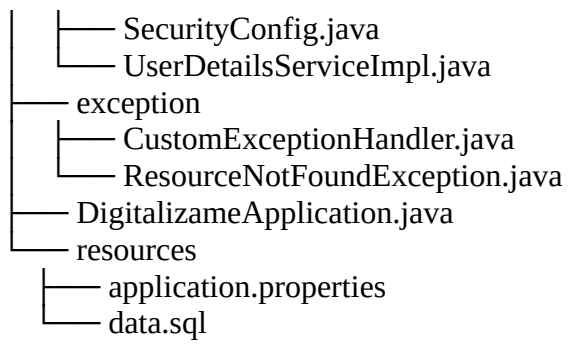 SecurityConfig.java
UserDetailsServiceImpl.java
exception
CustomExceptionHandler.java
ResourceNotFoundException.java
DigitalizameApplication.java
resources
application.properties
data.sql